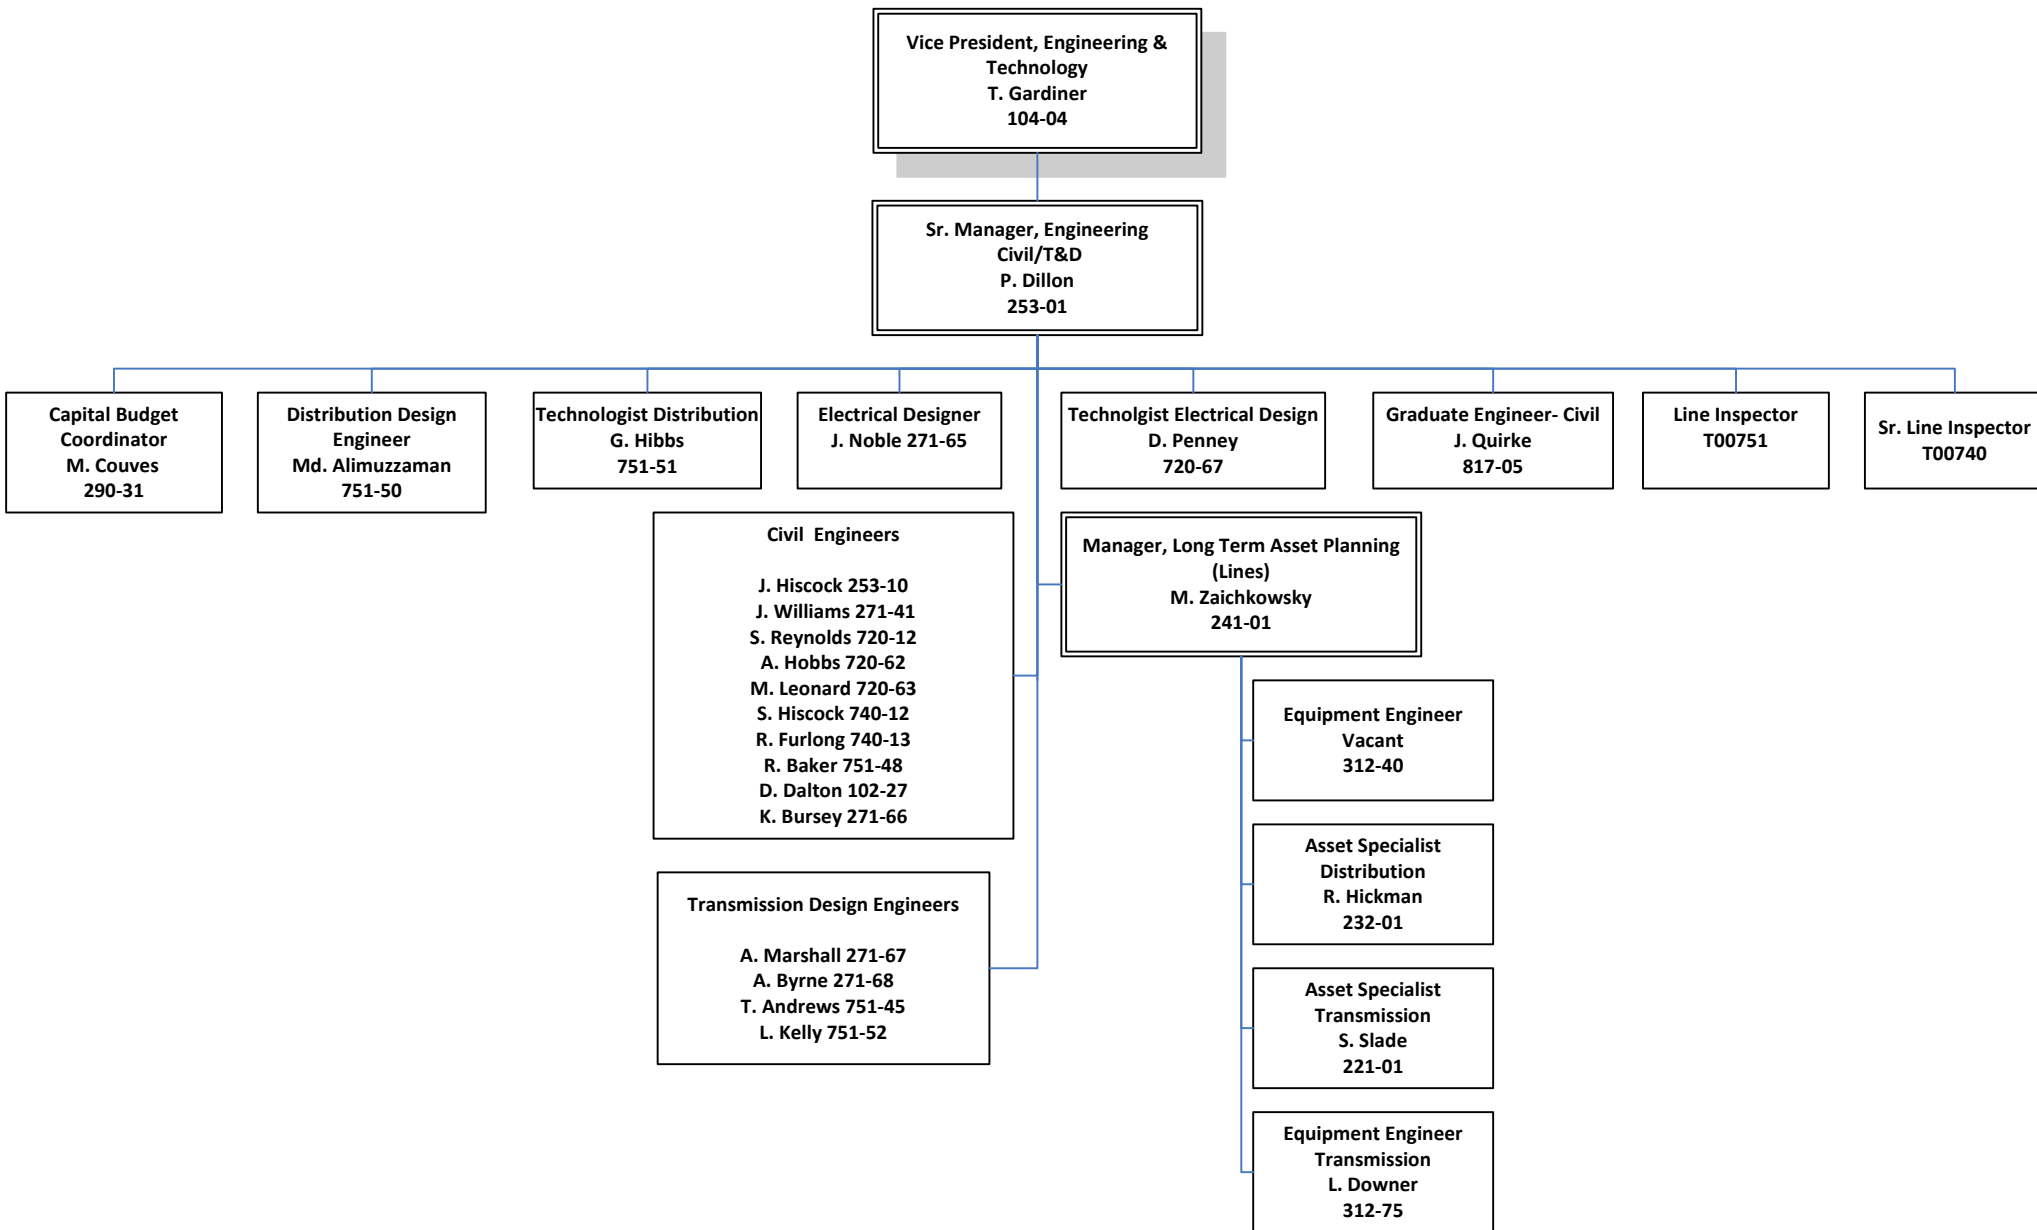 Vice President, Engineering &
Technology
T. Gardiner
104-04
Sr. Manager, Engineering
Civil/T&D
P. Dillon
253-01
Capital Budget
Coordinator
M. Couves
290-31
Distribution Design
Engineer
Md. Alimuzzaman
751-50
Technologist Distribution
G. Hibbs
751-51
Electrical Designer
J. Noble 271-65
Technolgist Electrical Design
D. Penney
720-67
Graduate Engineer- Civil
J. Quirke
817-05
Line Inspector
T00751
Sr. Line Inspector
T00740
Civil  Engineers
J. Hiscock 253-10
J. Williams 271-41
S. Reynolds 720-12
A. Hobbs 720-62
M. Leonard 720-63
S. Hiscock 740-12
R. Furlong 740-13
R. Baker 751-48
D. Dalton 102-27
K. Bursey 271-66
Manager, Long Term Asset Planning
(Lines)
M. Zaichkowsky
241-01
Transmission Design Engineers
A. Marshall 271-67
A. Byrne 271-68
T. Andrews 751-45
L. Kelly 751-52
Equipment Engineer
Vacant
312-40
Asset Specialist
Distribution
R. Hickman
232-01
Asset Specialist
Transmission
S. Slade
221-01
Equipment Engineer
Transmission
L. Downer
312-75